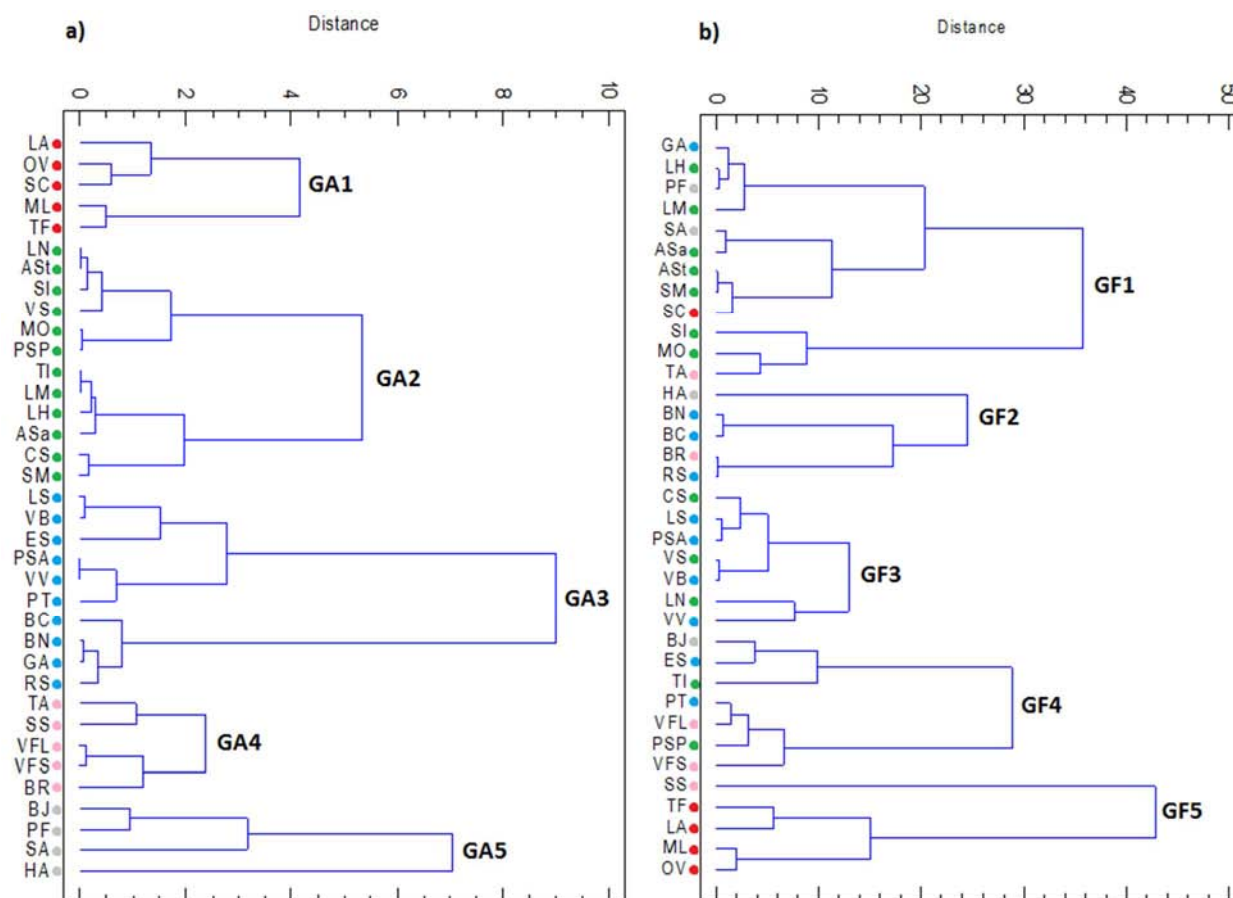 a)
Distance
0 2 4 6 8 10
LA
OV
SC
ML
TF
LN
ASt
SI
VS
MO
PSP
TI
LM
LH
ASa
CS
SM
LS
VB
ES
PSA
VV
PT
BC
BN
GA
RS
TA
SS
VFL
VFS
BR
BJ
PF
SA
HA
GA1
GA2
GA3
GA4
GA5
b)
Distance
0 10 20 30 40 50
GA
LH
PF
LM
SA
ASa
ASt
SM
SC
SI
MO
TA
HA
BN
BC
BR
RS
CS
LS
PSA
VS
VB
LN
VV
BJ
ES
TI
PT
VFL
PSP
VFS
SS
TF
LA
ML
OV
GF1
GF2
GF3
GF4
GF5